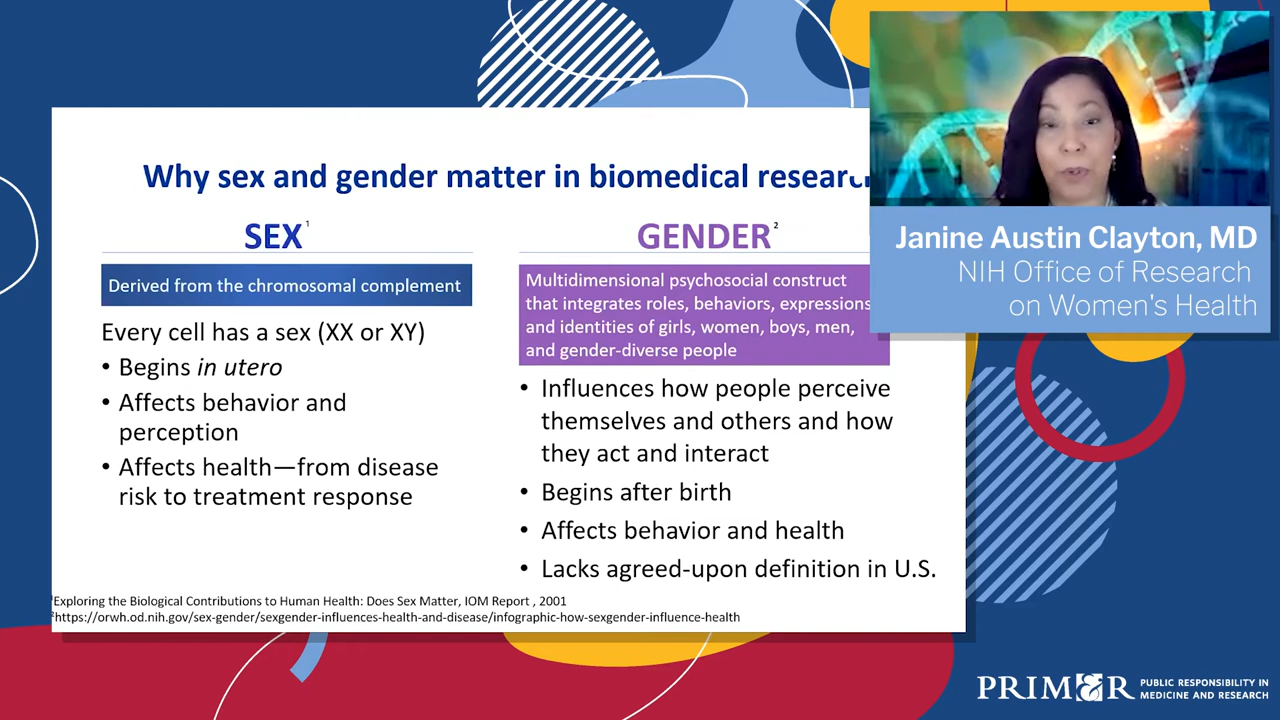 Why sex and gender matter in biomedical research
SEX¹
Derived from the chromosomal complement
Every cell has a sex (XX or XY)
• Begins in utero
• Affects behavior and
perception
• Affects health—from disease
risk to treatment response
GENDER²
Multidimensional psychosocial construct
that integrates roles, behaviors, expressions
and identities of girls, women, boys, men,
and gender-diverse people
• Influences how people perceive
themselves and others and how
they act and interact
• Begins after birth
• Affects behavior and health
• Lacks agreed-upon definition in U.S.
¹Exploring the Biological Contributions to Human Health: Does Sex Matter, IOM Report , 2001
²https://orwh.od.nih.gov/sex-gender/sexgender-influences-health-and-disease/infographic-how-sexgender-influence-health
Janine Austin Clayton, MD
NIH Office of Research
on Women's Health
PRIM&R
PUBLIC RESPONSIBILITY IN
MEDICINE AND RESEARCH